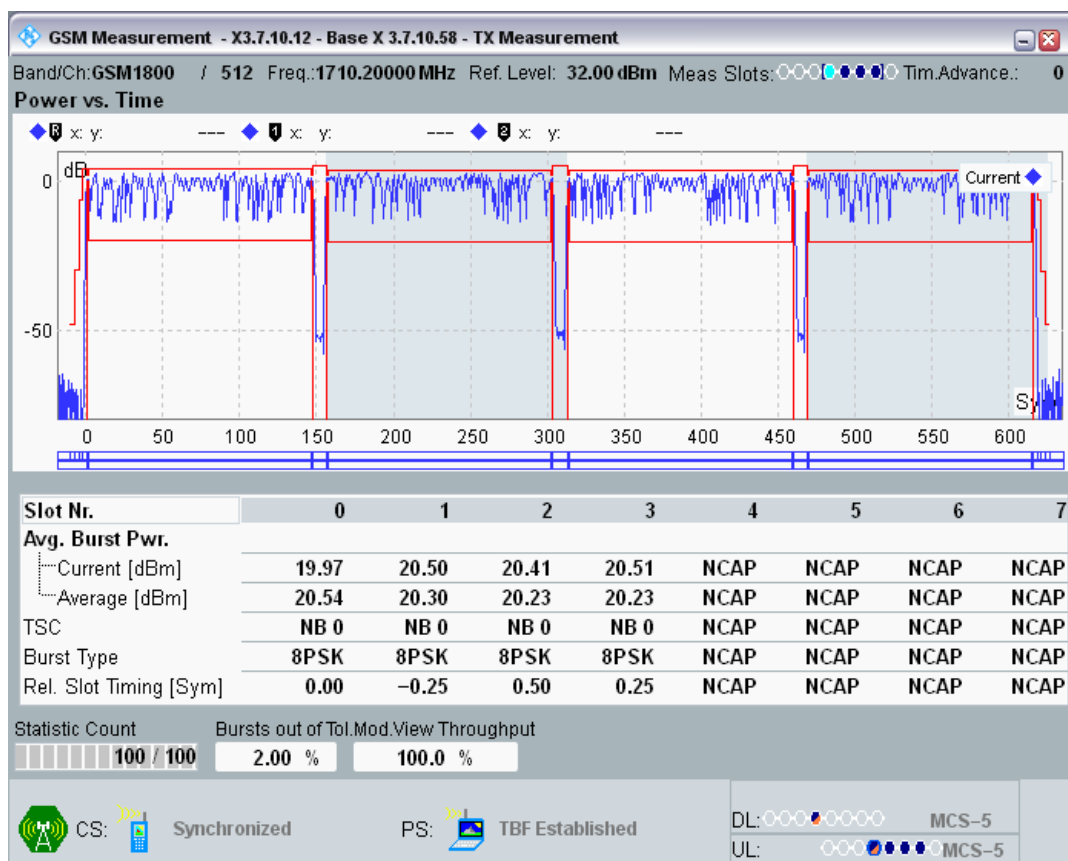 GSM Measurement - X3.7.10.12 - Base X 3.7.10.58 - TX Measurement
Band/Ch:GSM1800 / 512 Freq.:1710.20000 MHz Ref. Level: 32.00 dBm Meas Slots: Tim.Advance.: 0
Power vs. Time
R x: y: --- 1 x: y: --- 2 x: y: ---
dB
Current
0
-50
0 50 100 150 200 250 300 350 400 450 500 550 600
Slot Nr. 0 1 2 3 4 5 6 7
Avg. Burst Pwr.
Current [dBm] 19.97 20.50 20.41 20.51 NCAP NCAP NCAP NCAP
Average [dBm] 20.54 20.30 20.23 20.23 NCAP NCAP NCAP NCAP
TSC NB 0 NB 0 NB 0 NB 0 NCAP NCAP NCAP NCAP
Burst Type 8PSK 8PSK 8PSK 8PSK NCAP NCAP NCAP NCAP
Rel. Slot Timing [Sym] 0.00 −0.25 0.50 0.25 NCAP NCAP NCAP NCAP
Statistic Count Bursts out of Tol.Mod.View Throughput
100 / 100 2.00 % 100.0 %
CS: Synchronized PS: TBF Established
DL: MCS−5
UL: MCS−5